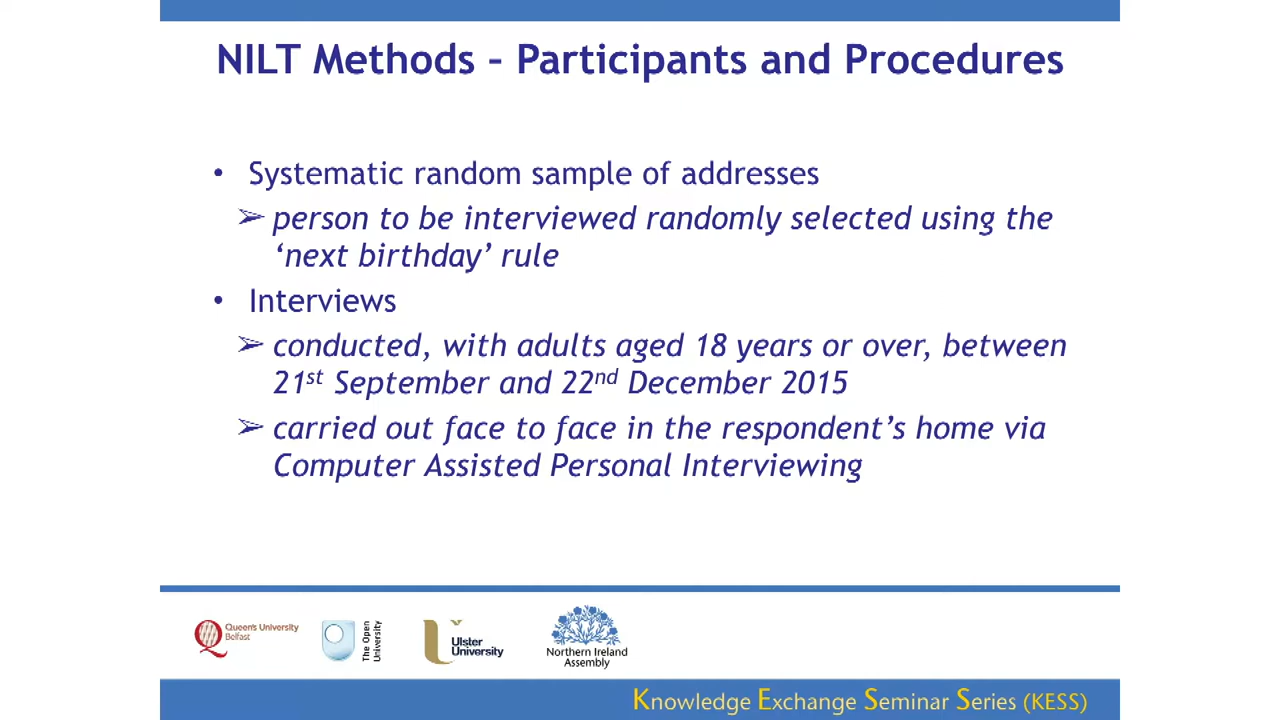 NILT Methods – Participants and Procedures
• Systematic random sample of addresses
➢ person to be interviewed randomly selected using the
‘next birthday’ rule
• Interviews
➢ conducted, with adults aged 18 years or over, between
21st September and 22nd December 2015
➢ carried out face to face in the respondent’s home via
Computer Assisted Personal Interviewing
Queen's University
Belfast
The Open
University
Ulster
University
Northern Ireland
Assembly
Knowledge Exchange Seminar Series (KESS)